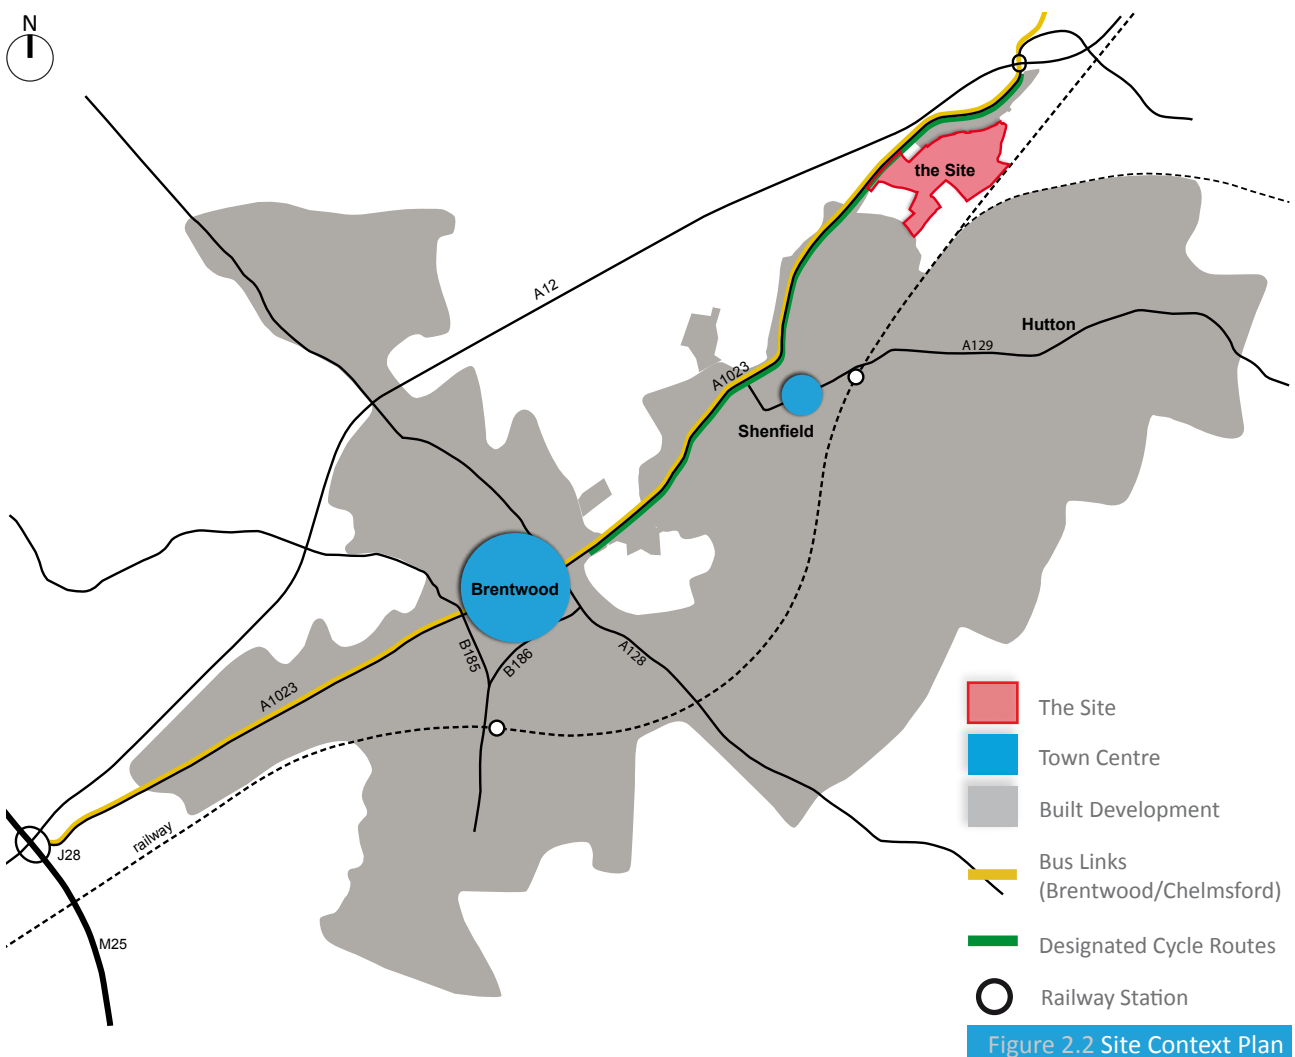 N
the Site
A12
Hutton
A129
A1023
Shenfield
Brentwood
B185
B186
A128
A1023
railway
J28
M25
The Site
Town Centre
Built Development
Bus Links
(Brentwood/Chelmsford)
Designated Cycle Routes
Railway Station
Figure 2.2 Site Context Plan